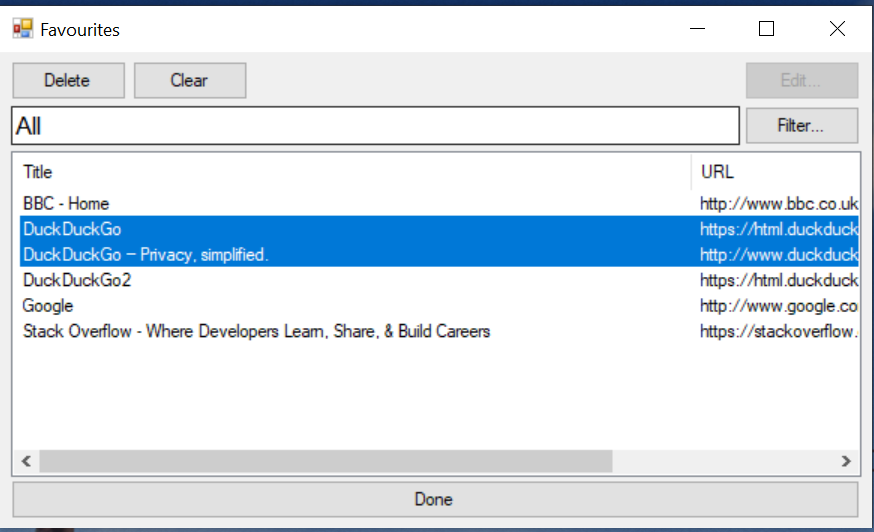 Favourites
Delete Clear Edit...
All Filter...
Title URL
BBC - Home http://www.bbc.co.uk
DuckDuckGo https://html.duckduck
DuckDuckGo – Privacy, simplified. http://www.duckduck
DuckDuckGo2 https://html.duckduck
Google http://www.google.co
Stack Overflow - Where Developers Learn, Share, & Build Careers https://stackoverflow.
Done